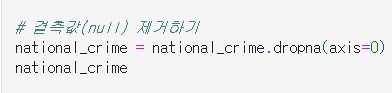 # 결측값(null) 제거하기
national_crime = national_crime.dropna(axis=0)
national_crime